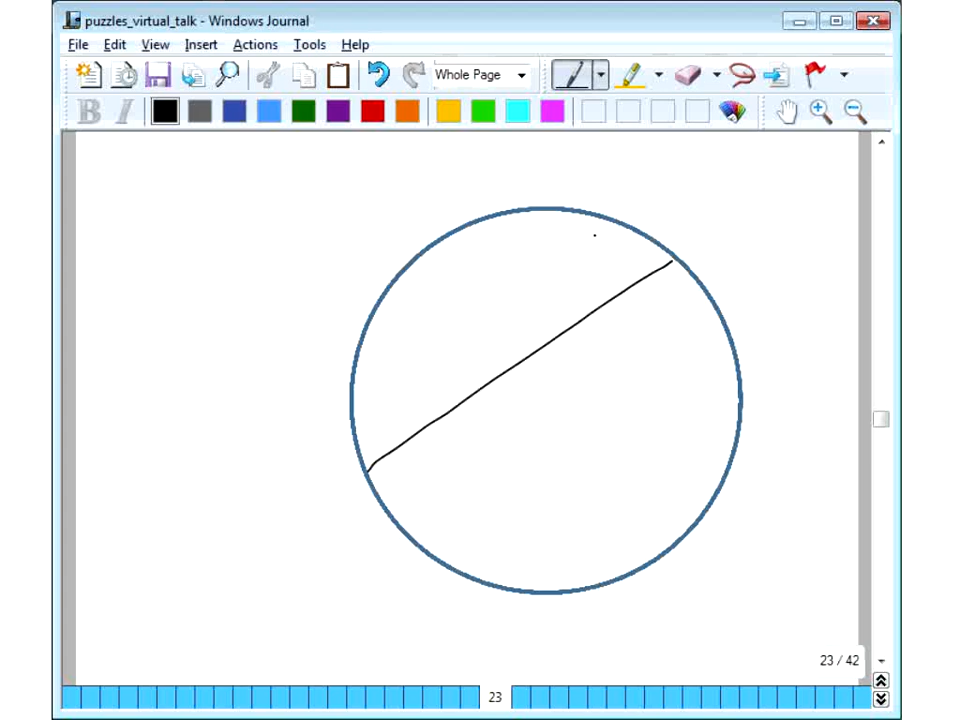 puzzles_virtual_talk - Windows Journal
File Edit View Insert Actions Tools Help
Whole Page
B I
23 / 42
23